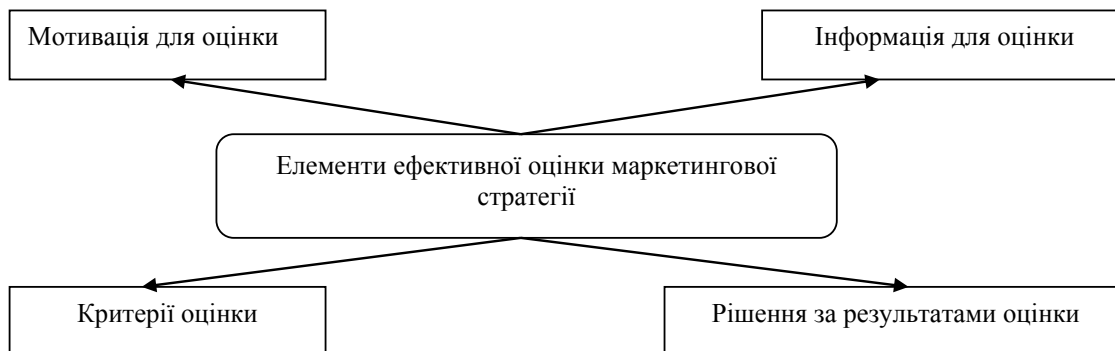 Мотивація для оцінки
Інформація для оцінки
Елементи ефективної оцінки маркетингової
стратегії
Критерії оцінки
Рішення за результатами оцінки